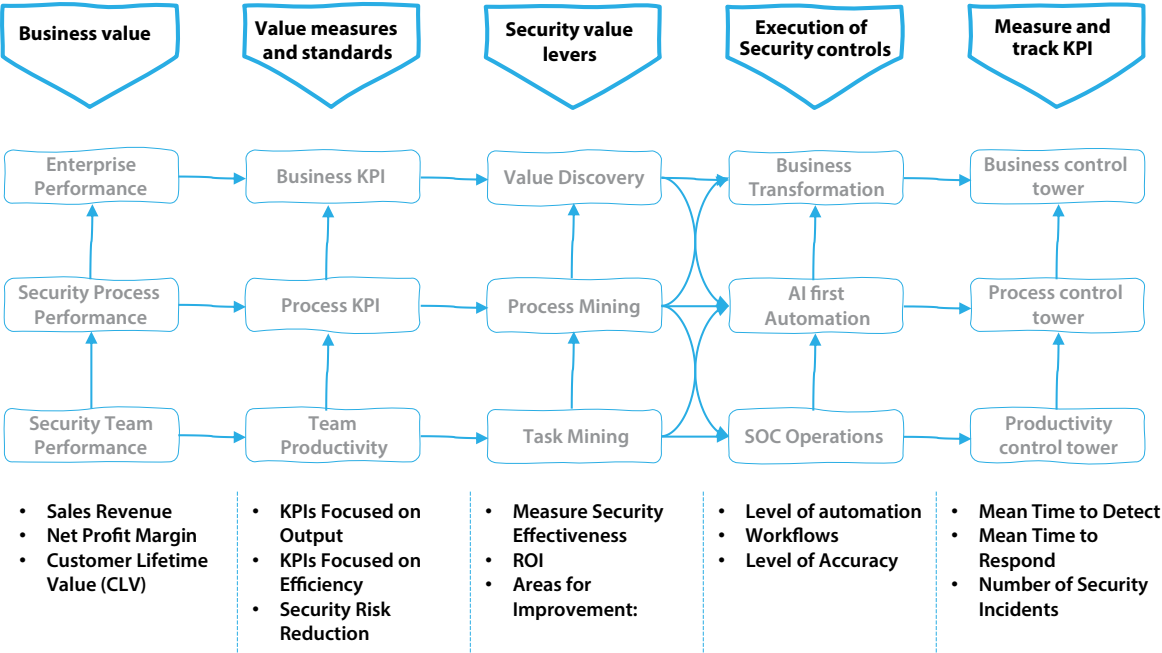 Business value
Value measures
and standards
Security value
levers
Execution of
Security controls
Measure and
track KPI
Enterprise
Performance
Business KPI
Value Discovery
Business
Transformation
Business control
tower
Security Process
Performance
Process KPI
Process Mining
AI first
Automation
Process control
tower
Security Team
Performance
Team
Productivity
Task Mining
SOC Operations
Productivity
control tower
• Sales Revenue
• Net Profit Margin
• Customer Lifetime
Value (CLV)
• KPIs Focused on
Output
• KPIs Focused on
Efficiency
• Security Risk
Reduction
• Measure Security
Effectiveness
• ROI
• Areas for
Improvement:
• Level of automation
• Workflows
• Level of Accuracy
• Mean Time to Detect
• Mean Time to
Respond
• Number of Security
Incidents